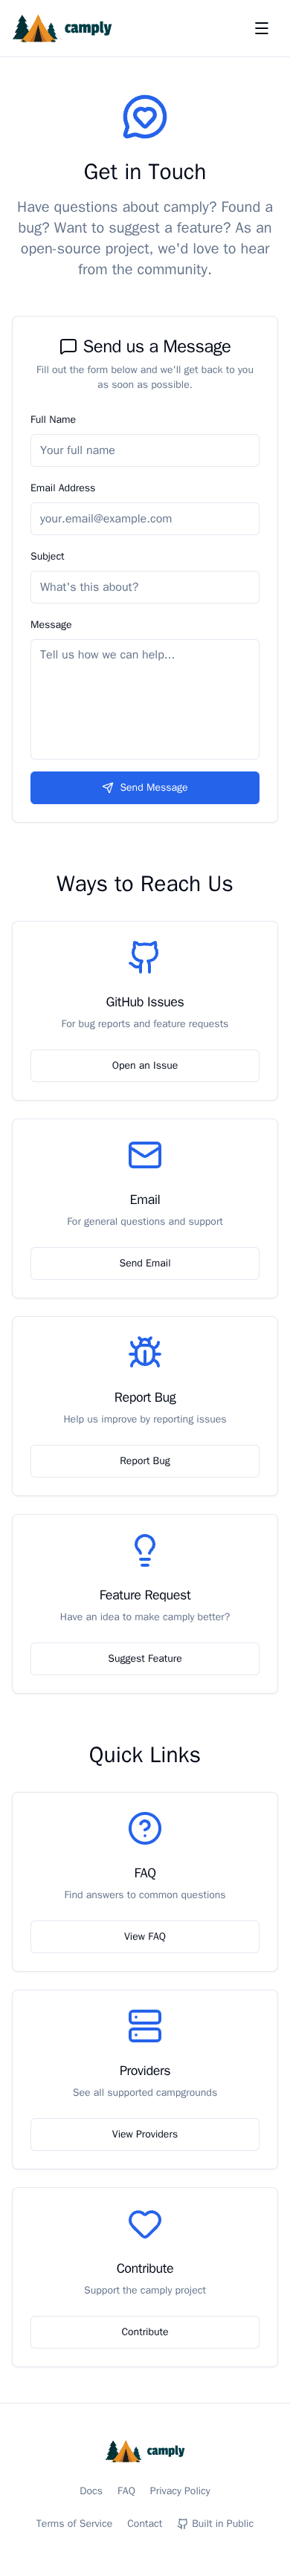 camply
Get in Touch
Have questions about camply? Found a
bug? Want to suggest a feature? As an
open-source project, we'd love to hear
from the community.
Send us a Message
Fill out the form below and we'll get back to you
as soon as possible.
Full Name
Your full name
Email Address
your.email@example.com
Subject
What's this about?
Message
Tell us how we can help...
Send Message
Ways to Reach Us
GitHub Issues
For bug reports and feature requests
Open an Issue
Email
For general questions and support
Send Email
Report Bug
Help us improve by reporting issues
Report Bug
Feature Request
Have an idea to make camply better?
Suggest Feature
Quick Links
FAQ
Find answers to common questions
View FAQ
Providers
See all supported campgrounds
View Providers
Contribute
Support the camply project
Contribute
camply
Docs FAQ Privacy Policy
Terms of Service Contact Built in Public